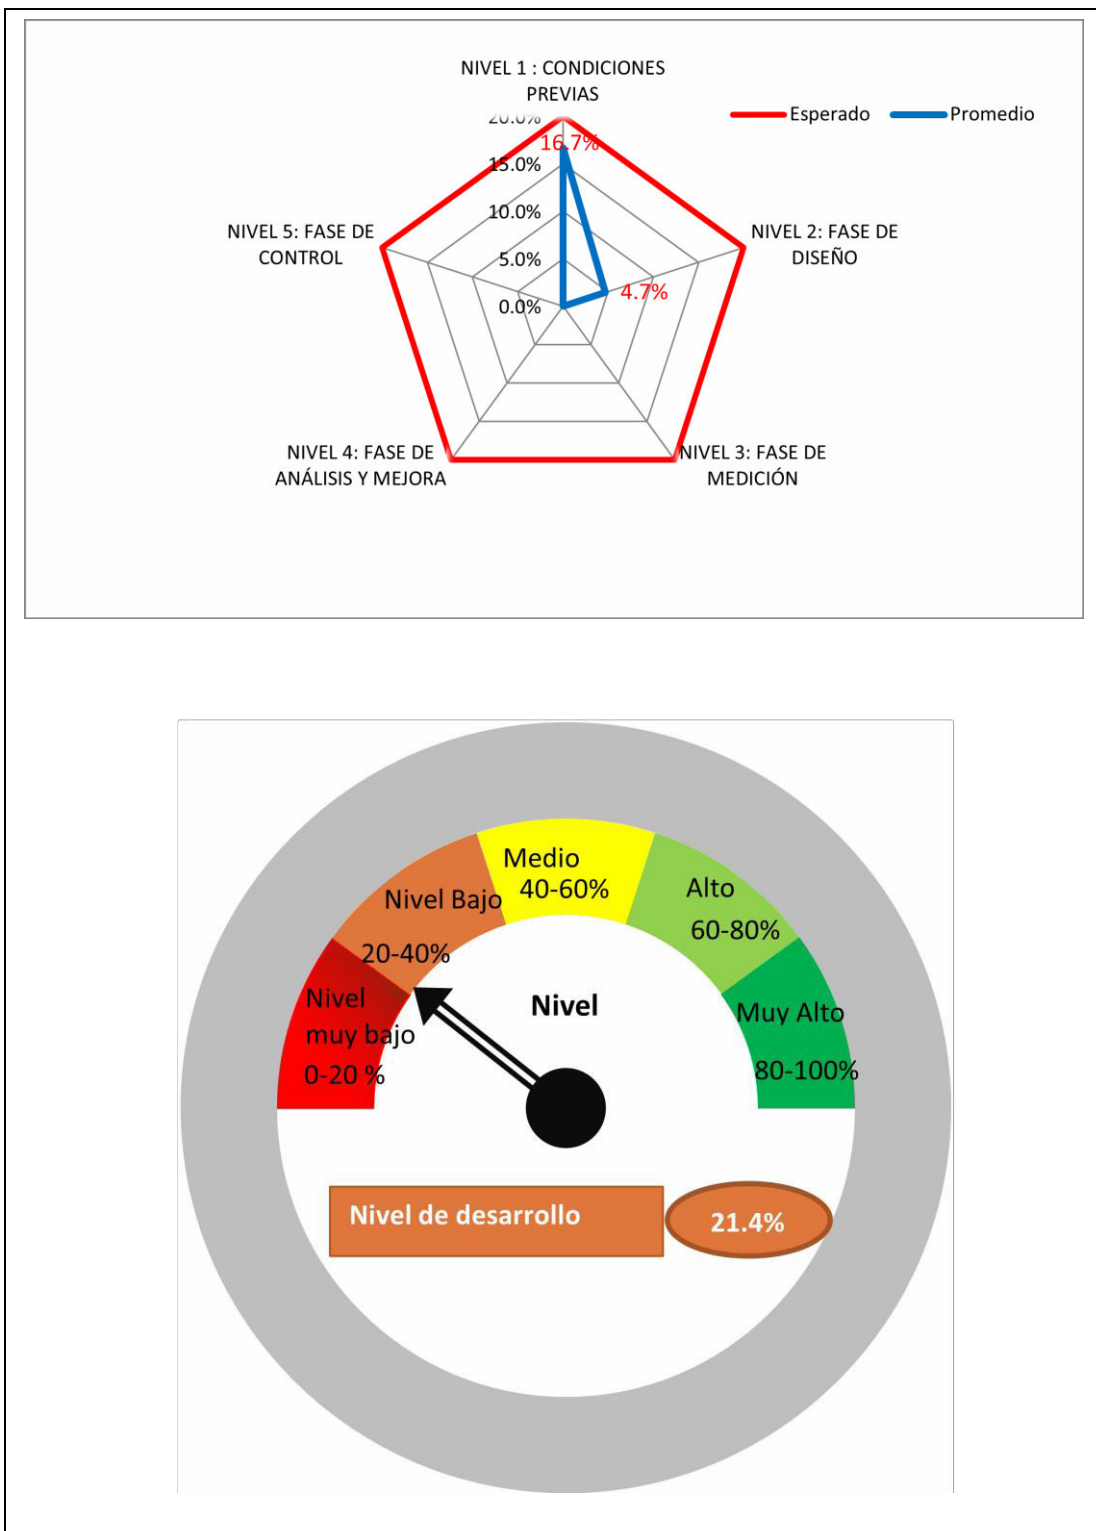 NIVEL 1 : CONDICIONES
PREVIAS
Esperado
Promedio
20.0%
16.7%
15.0%
10.0%
5.0%
0.0%
4.7%
NIVEL 5: FASE DE
CONTROL
NIVEL 2: FASE DE
DISEÑO
NIVEL 4: FASE DE
ANÁLISIS Y MEJORA
NIVEL 3: FASE DE
MEDICIÓN
Medio
40-60%
Nivel Bajo
20-40%
Alto
60-80%
Nivel
muy bajo
0-20 %
Nivel
Muy Alto
80-100%
Nivel de desarrollo
21.4%